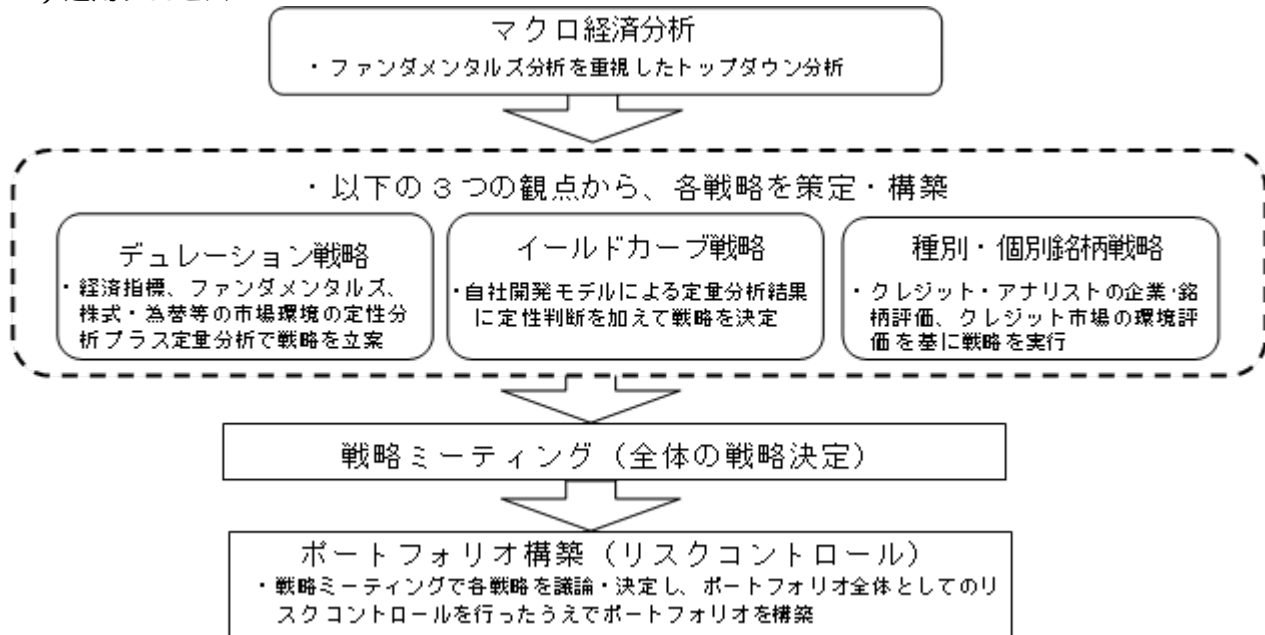 マクロ経済分析
・ファンダメンタルズ分析を重視したトップダウン分析
・以下の3つの観点から、各戦略を策定・構築
デュレーション戦略
・経済指標、ファンダメンタルズ、
株式・為替等の市場環境の定性分
析プラス定量分析で戦略を立案
イールドカーブ戦略
・自社開発モデルによる定量分析結果
に定性判断を加えて戦略を決定
種別・個別銘柄戦略
・クレジット・アナリストの企業・銘
柄評価、クレジット市場の環境評
価を基に戦略を実行
戦略ミーティング（全体の戦略決定）
ポートフォリオ構築（リスクコントロール）
・戦略ミーティングで各戦略を議論・決定し、ポートフォリオ全体としてのリ
スクコントロールを行ったうえでポートフォリオを構築